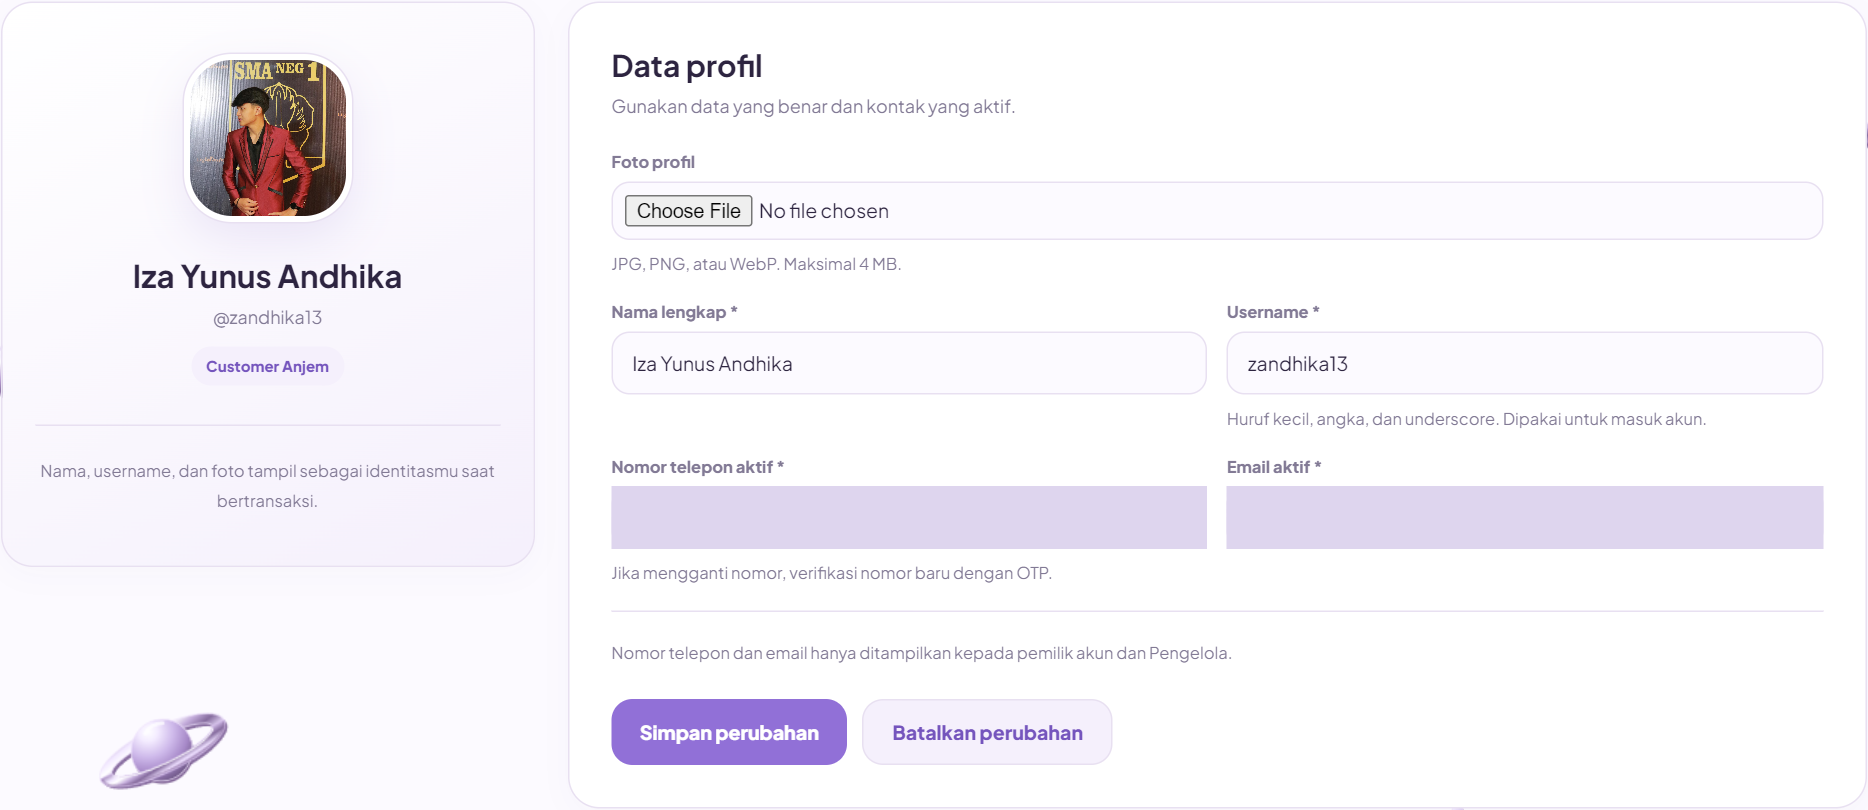 SMA NEG 1
Iza Yunus Andhika
@zandhika13
Customer Anjem
Nama, username, dan foto tampil sebagai identitasmu saat
bertransaksi.
Data profil
Gunakan data yang benar dan kontak yang aktif.
Foto profil
Choose File No file chosen
JPG, PNG, atau WebP. Maksimal 4 MB.
Nama lengkap *
Iza Yunus Andhika
Username *
zandhika13
Huruf kecil, angka, dan underscore. Dipakai untuk masuk akun.
Nomor telepon aktif *
Email aktif *
Jika mengganti nomor, verifikasi nomor baru dengan OTP.
Nomor telepon dan email hanya ditampilkan kepada pemilik akun dan Pengelola.
Simpan perubahan
Batalkan perubahan